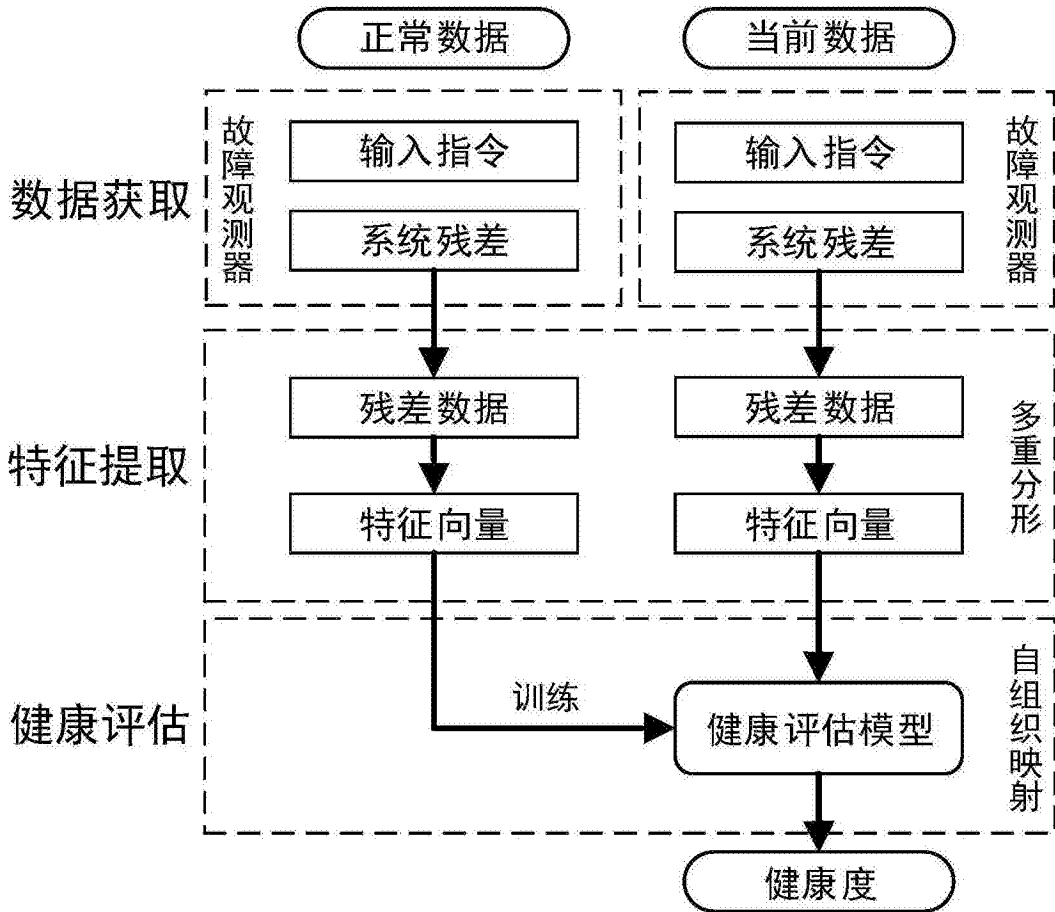 正常数据
当前数据
数据获取
故障观测器
输入指令
系统残差
输入指令
系统残差
故障观测器
特征提取
残差数据
特征向量
残差数据
特征向量
多重分形
健康评估
训练
健康评估模型
自组织映射
健康度